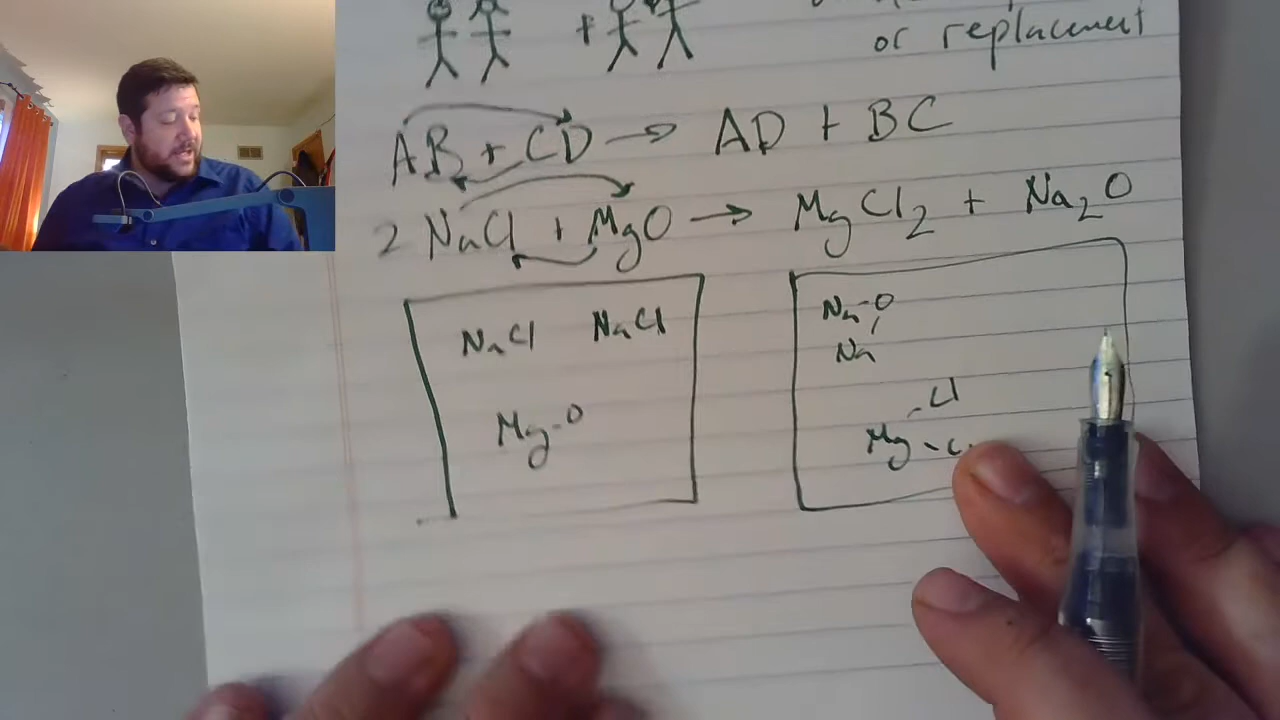 or replacement
AB + CD → AD + BC
2 NaCl + MgO → MgCl₂ + Na₂O
NaCl NaCl
Mg-O
Na-O
Na
Cl
Mg